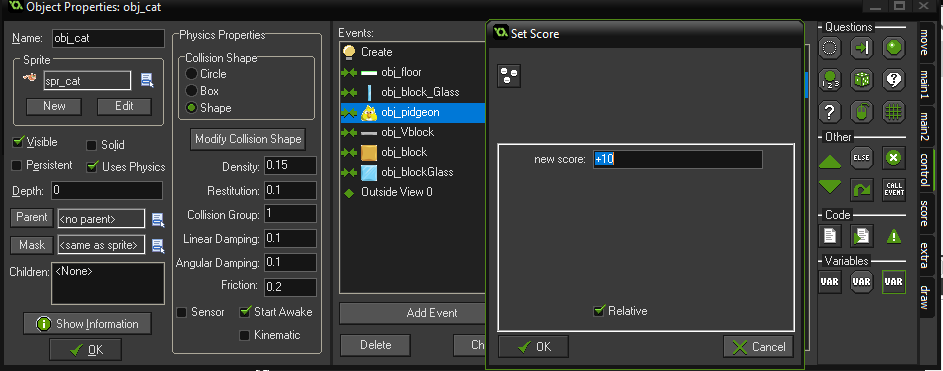 Object Properties: obj_cat
Name: obj_cat
Sprite
spr_cat
New Edit
Visible Solid
Persistent Uses Physics
Depth: 0
Parent <no parent>
Mask <same as sprite>
Children: <None>
Show Information
OK
Physics Properties
Collision Shape
Circle
Box
Shape
Modify Collision Shape
Density: 0.15
Restitution: 0.1
Collision Group: 1
Linear Damping: 0.1
Angular Damping: 0.1
Friction: 0.2
Sensor Start Awake
Kinematic
Events:
Create
obj_floor
obj_block_Glass
obj_pidgeon
obj_Vblock
obj_block
obj_blockGlass
Outside View 0
Add Event
Delete Ch
Set Score
new score: +10
Relative
OK Cancel
Questions
1 2 3 ?
?
Other
ELSE EXIT
CALL EVENT
Code
Variables
VAR VAR VAR
move
main1
main2
control
score
extra
draw